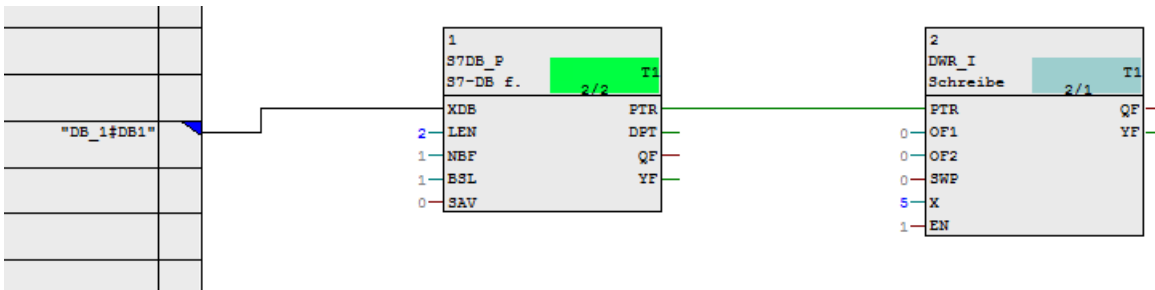 "DB_1‡DB1"
1
S7DB_P
S7-DB f.
T1
2/2
XDB PTR
2 LEN DPT
1 NBF QF
1 BSL YF
0 SAV
2
DWR_I
Schreibe
T1
2/1
PTR QF
0 OF1 YF
0 OF2
0 SWP
5 X
1 EN